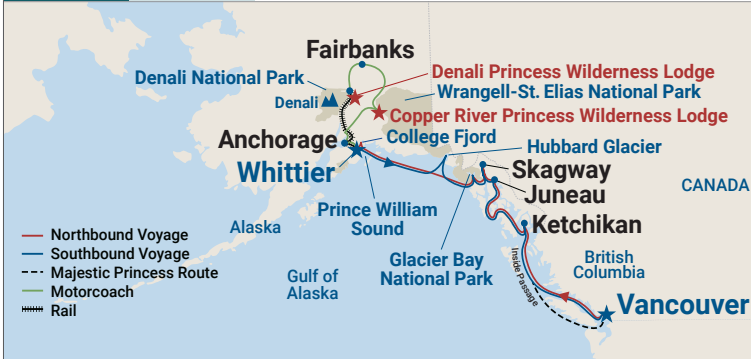 Fairbanks
Denali National Park
Denali Princess Wilderness Lodge
Wrangell-St. Elias National Park
Denali
Copper River Princess Wilderness Lodge
Anchorage
College Fjord
Hubbard Glacier
Whittier
Skagway
Juneau
CANADA
Prince William
Sound
Ketchikan
Alaska
Glacier Bay
National Park
Gulf of
Alaska
British
Columbia
Inside Passage
Vancouver
Northbound Voyage
Southbound Voyage
Majestic Princess Route
Motorcoach
Rail